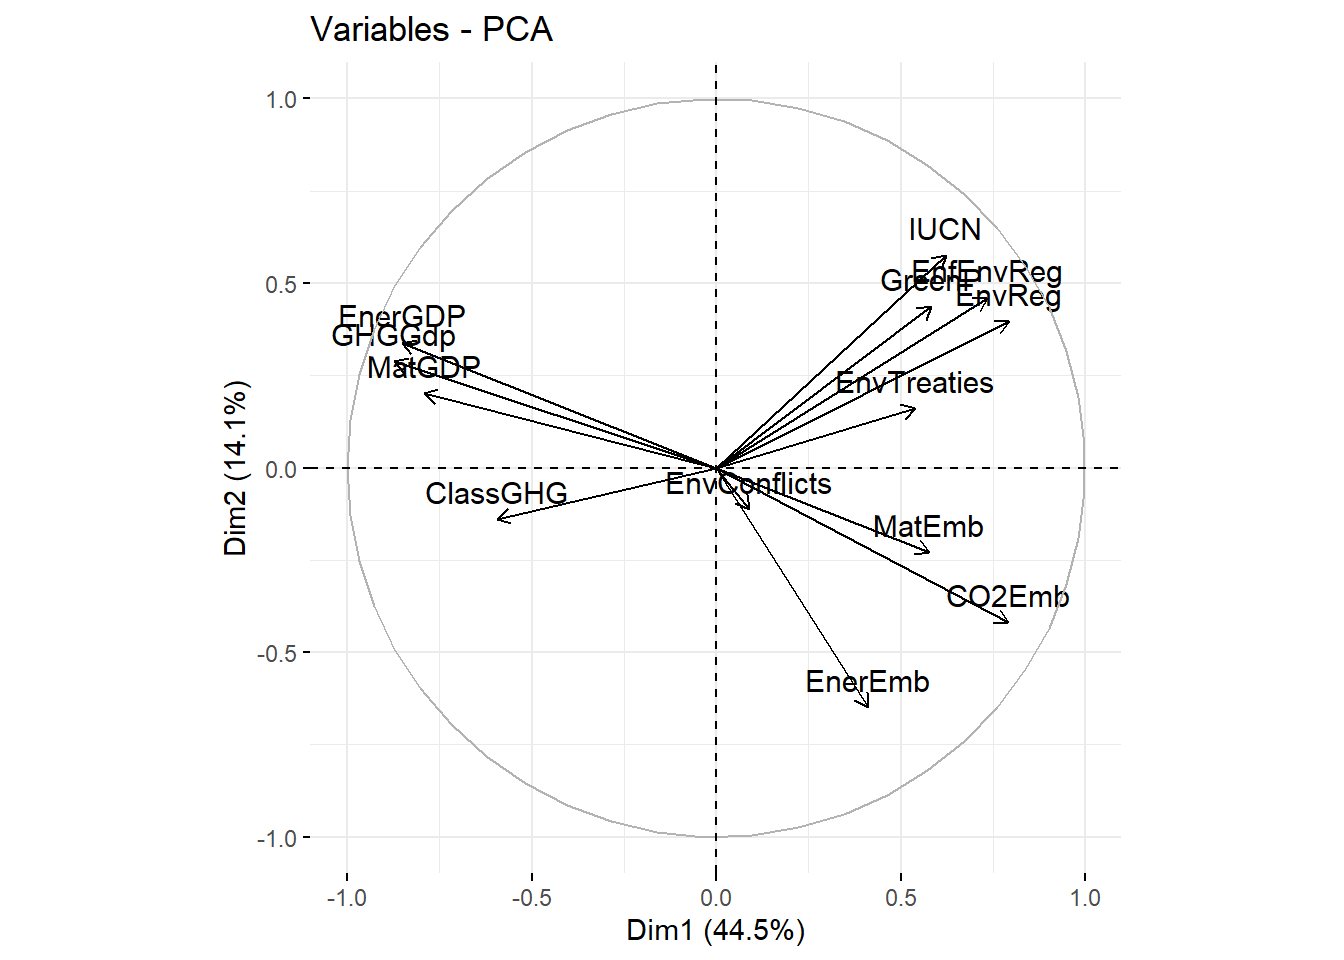 Variables - PCA
1.0
IUCN
EnfEnvReg
GreenP
EnvReg
0.5
EnerGDP
GHGGdp
MatGDP
EnvTreaties
0.0
EnvConflicts
ClassGHG
MatEmb
CO2Emb
-0.5
EnerEmb
-1.0
Dim2 (14.1%)
-1.0 -0.5 0.0 0.5 1.0
Dim1 (44.5%)